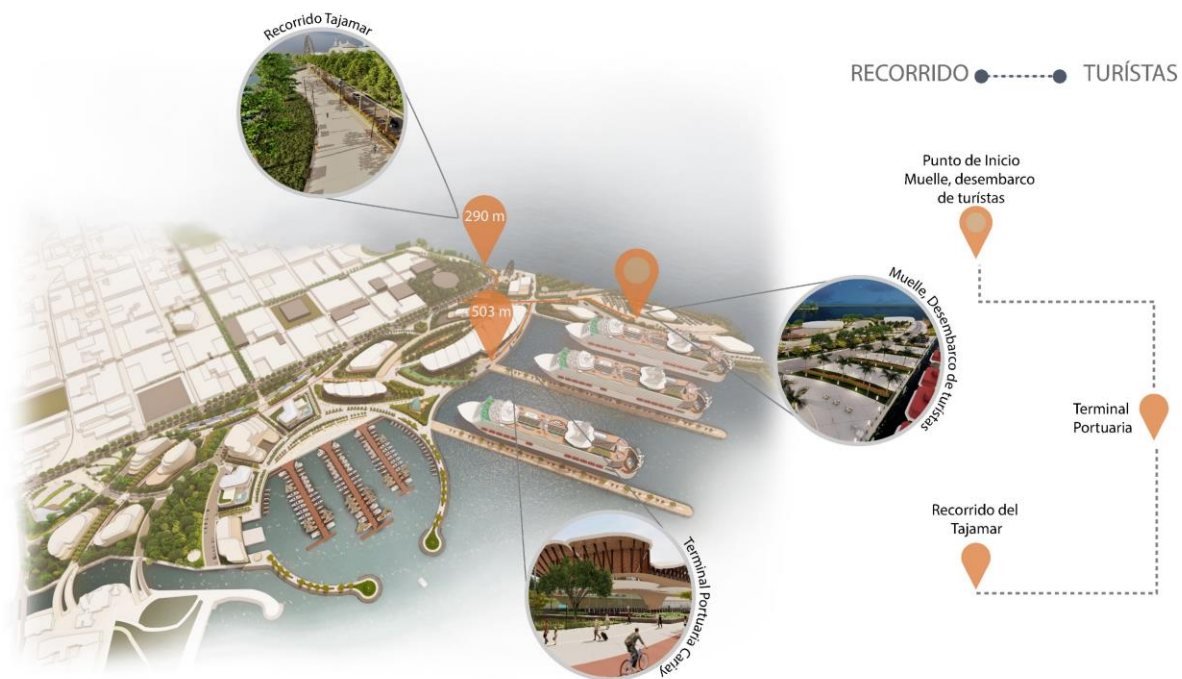 Recorrido Tajamar
RECORRIDO
TURÍSTAS
Punto de Inicio
Muelle, desembarco
de turístas
290 m
503 m
Muelle, Desembarco de turistas
Terminal
Portuaria
Recorrido del
Tajamar
Terminal Portuaria Cariay